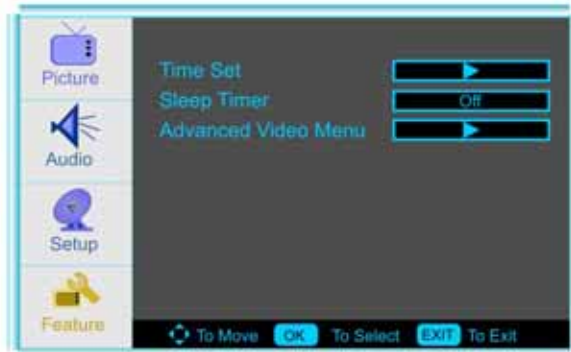 Picture
Audio
Setup
Feature
Time Set
Sleep Timer Off
Advanced Video Menu
To Move OK To Select EXIT To Exit